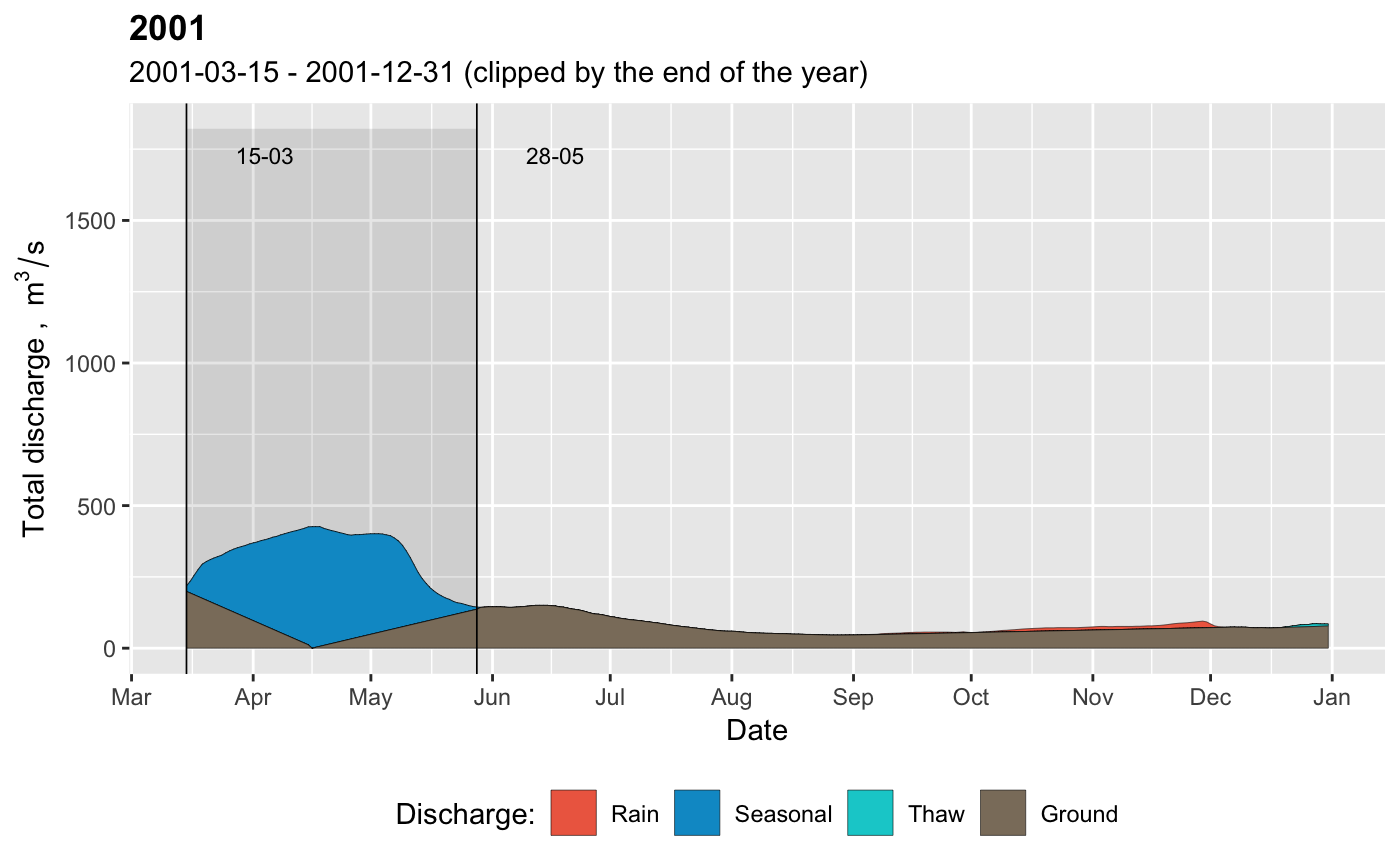 2001
2001-03-15 - 2001-12-31 (clipped by the end of the year)
15-03 28-05
1500
1000
500
0
Total discharge , m³/s
Mar Apr May Jun Jul Aug Sep Oct Nov Dec Jan
Date
Discharge: Rain Seasonal Thaw Ground